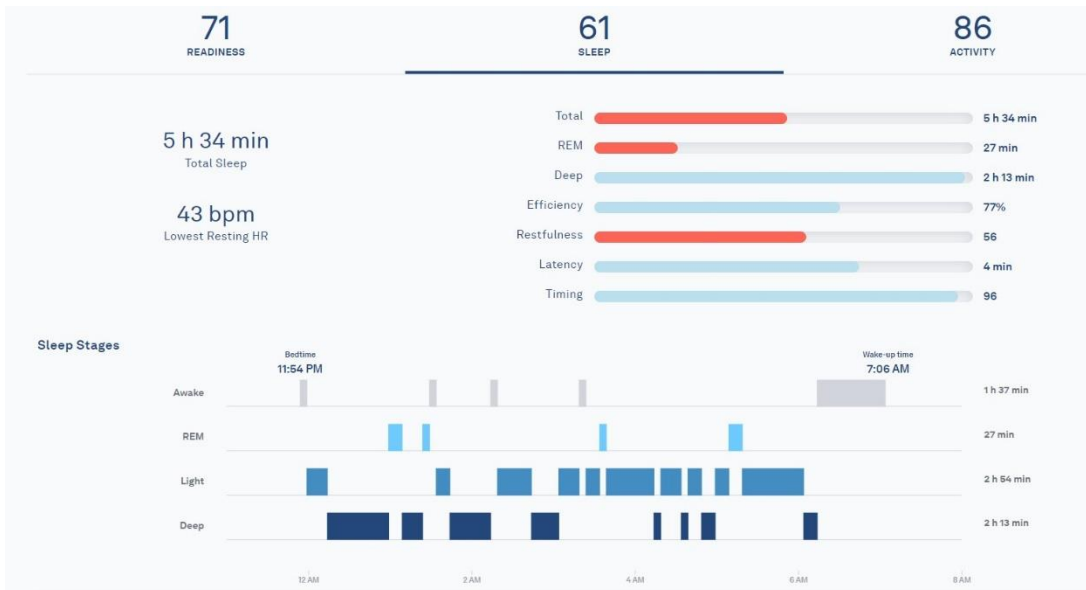 71
READINESS
61
SLEEP
86
ACTIVITY
5 h 34 min
Total Sleep
43 bpm
Lowest Resting HR
Total 5 h 34 min
REM 27 min
Deep 2 h 13 min
Efficiency 77%
Restfulness 56
Latency 4 min
Timing 96
Sleep Stages
Bedtime
11:54 PM
Wake-up time
7:06 AM
Awake 1 h 37 min
REM 27 min
Light 2 h 54 min
Deep 2 h 13 min
12 AM 2 AM 4 AM 6 AM 8 AM